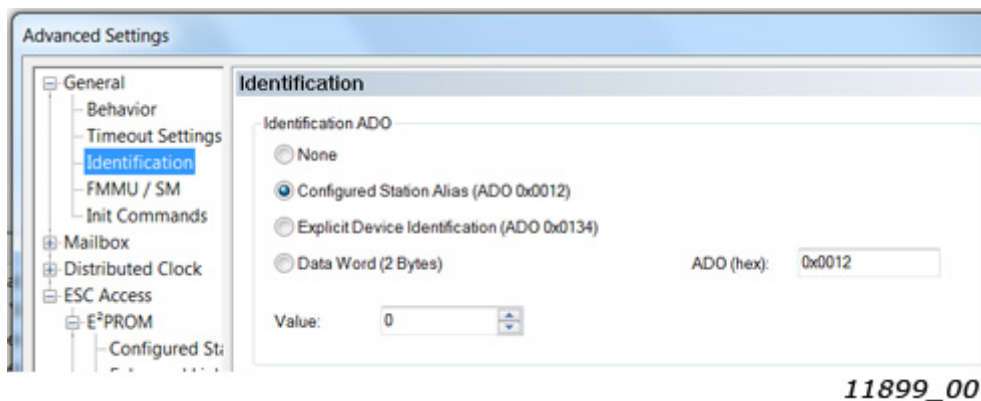 Advanced Settings
General
Behavior
Timeout Settings
Identification
FMMU / SM
Init Commands
Mailbox
Distributed Clock
ESC Access
E²PROM
Configured Sta
Identification
Identification ADO
None
Configured Station Alias (ADO 0x0012)
Explicit Device Identification (ADO 0x0134)
Data Word (2 Bytes)
ADO (hex): 0x0012
Value: 0
11899_00